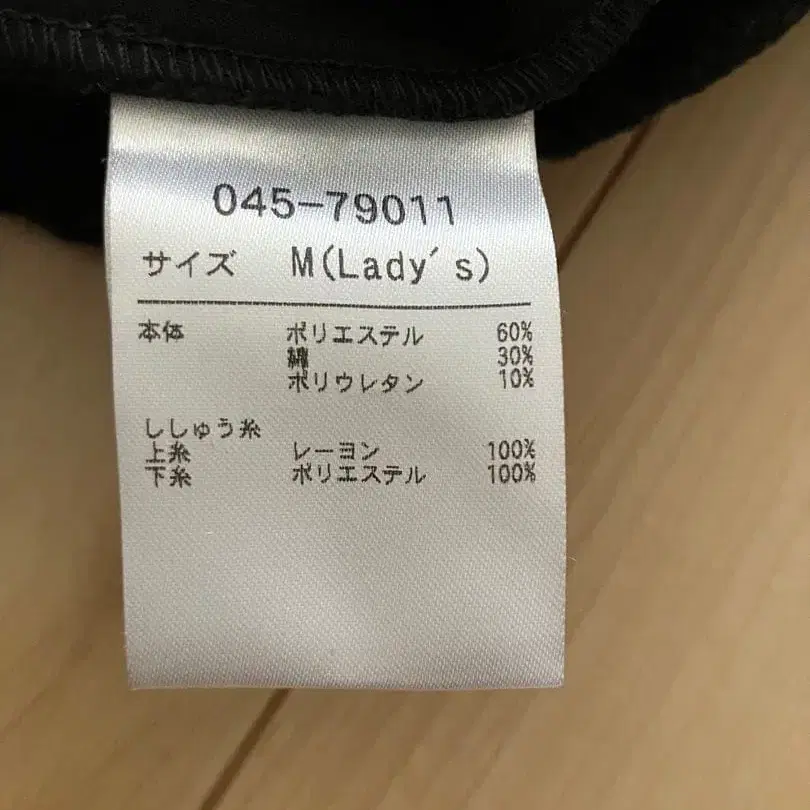 045-79011
サイズ M(Lady's)
本体 ポリエステル 60%
綿 30%
ポリウレタン 10%
ししゅう糸
上糸 レーヨン 100%
下糸 ポリエステル 100%